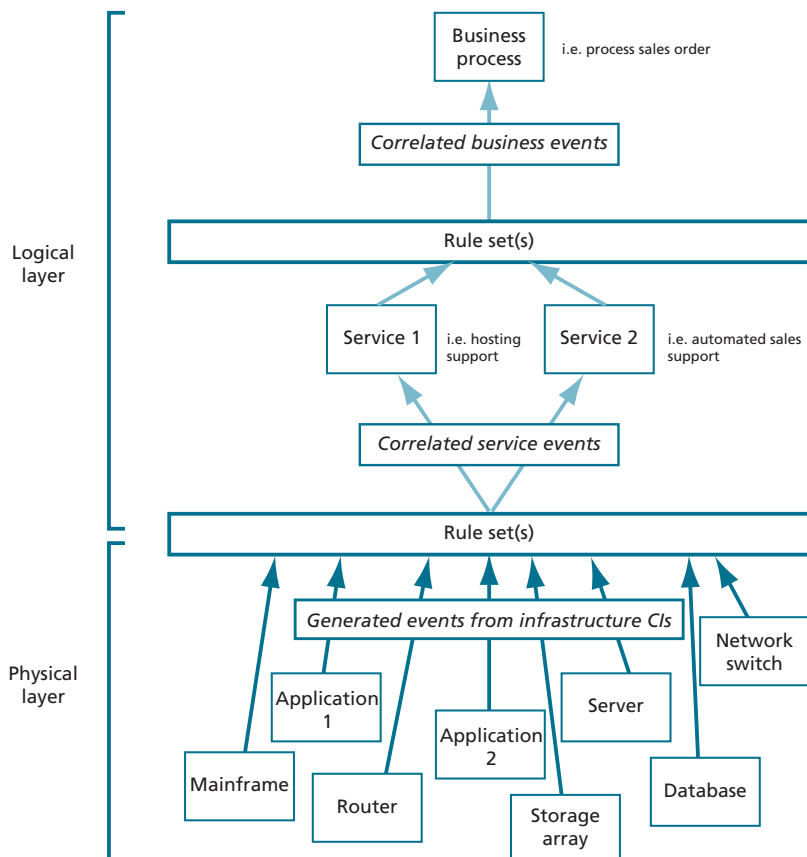 Business
process
i.e. process sales order
Correlated business events
Rule set(s)
Logical
layer
Service 1
i.e. hosting
support
Service 2
i.e. automated sales
support
Correlated service events
Rule set(s)
Generated events from infrastructure CIs
Physical
layer
Network
switch
Application
1
Server
Application
2
Mainframe
Router
Database
Storage
array